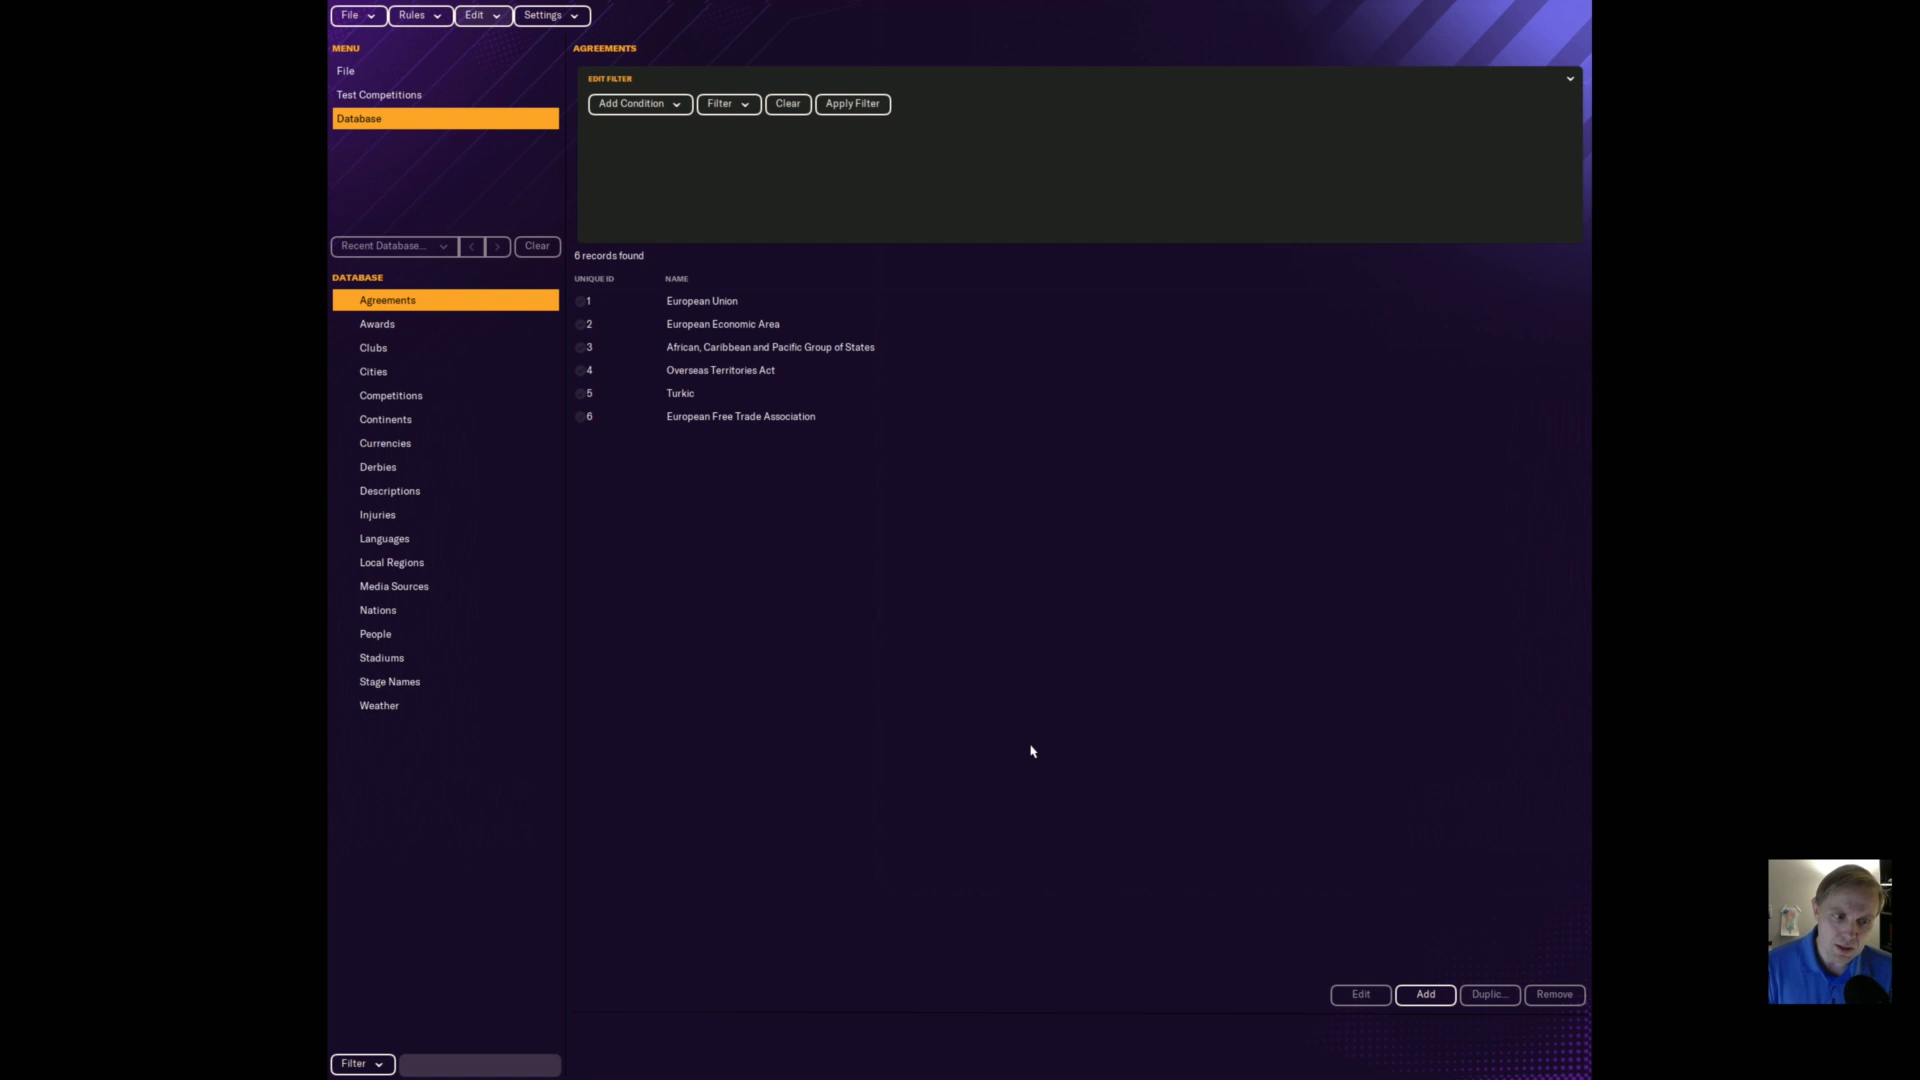 File
Rules
Edit
Settings
MENU
File
Test Competitions
Database
Recent Database...
<
>
Clear
DATABASE
Agreements
Awards
Clubs
Cities
Competitions
Continents
Currencies
Derbies
Descriptions
Injuries
Languages
Local Regions
Media Sources
Nations
People
Stadiums
Stage Names
Weather
Filter
AGREEMENTS
EDIT FILTER
Add Condition
Filter
Clear
Apply Filter
6 records found
UNIQUE ID NAME
1 European Union
2 European Economic Area
3 African, Caribbean and Pacific Group of States
4 Overseas Territories Act
5 Turkic
6 European Free Trade Association
Edit
Add
Duplic...
Remove